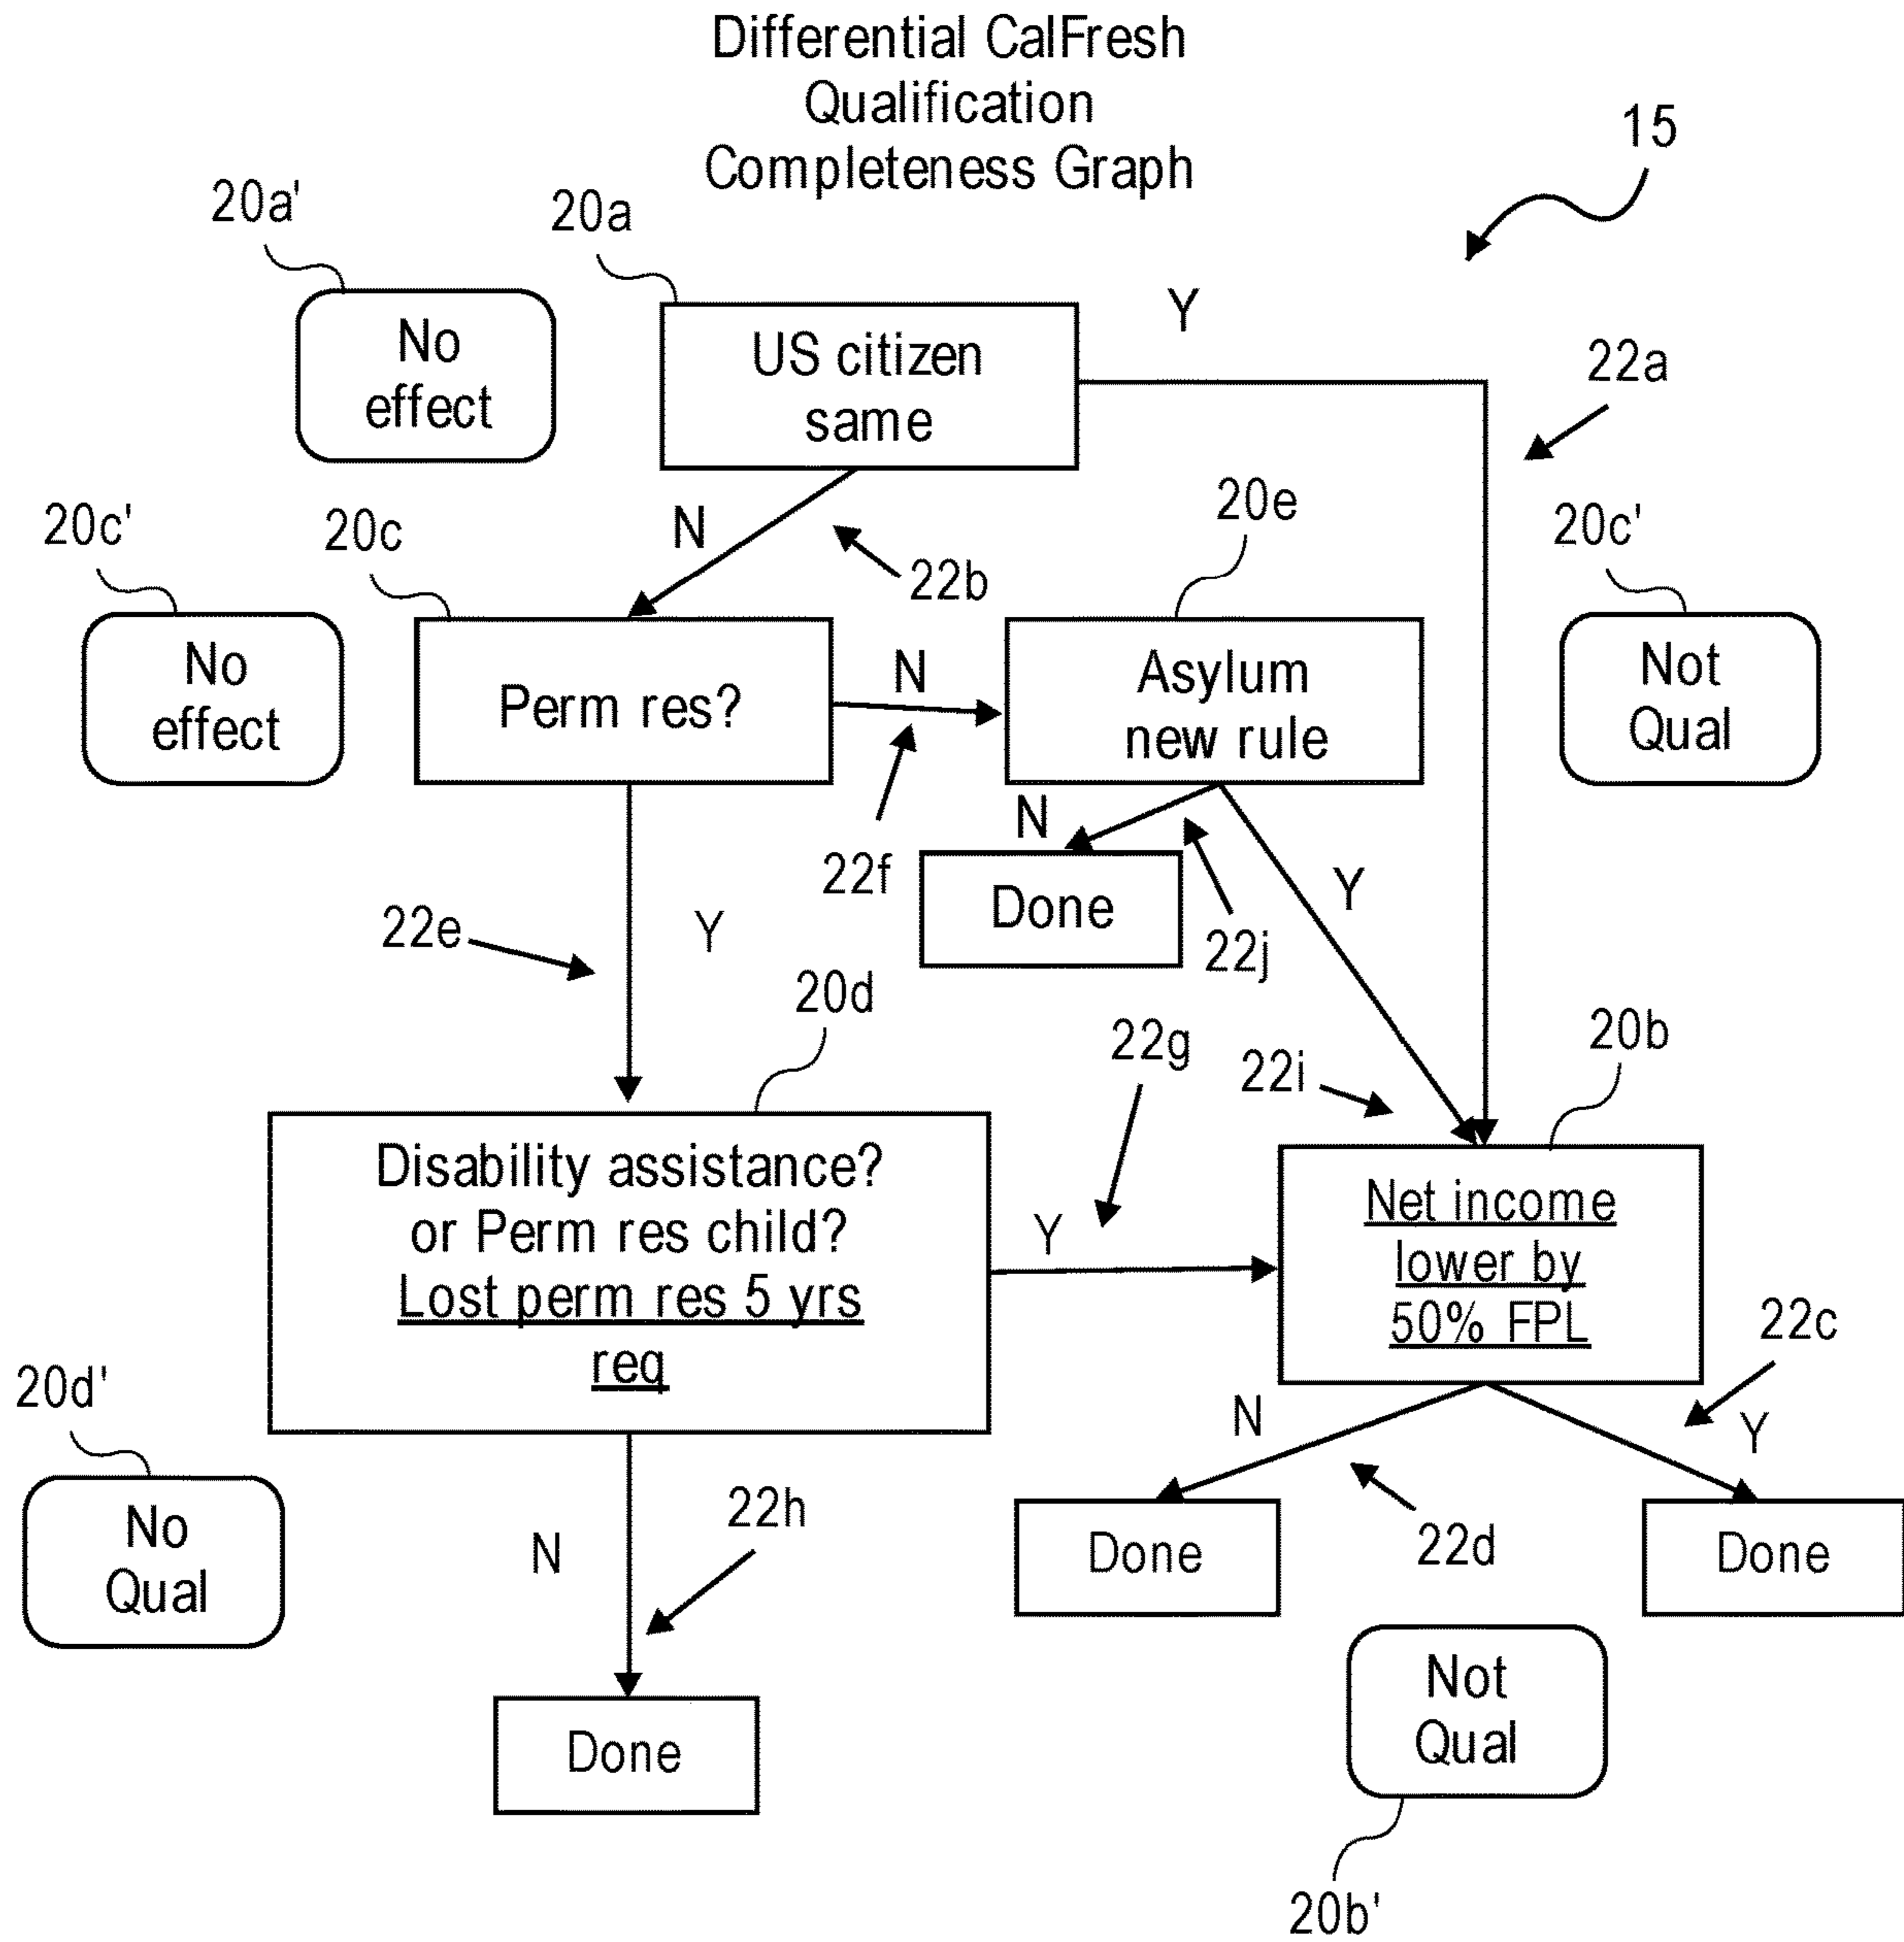 Differential CalFresh
Qualification
Completeness Graph
15
20a'
20a
No
effect
US citizen
same
Y
22a
20c'
20c
N
22b
20e
20c'
No
effect
Perm res?
N
Asylum
new rule
Not
Qual
22f
N
Done
22j
Y
22e
Y
20d
22g
22i
20b
Disability assistance?
or Perm res child?
Lost perm res 5 yrs
req
Y
Net income
lower by
50% FPL
22c
20d'
No
Qual
N
22h
N
Y
Done
22d
Done
Done
Not
Qual
20b'